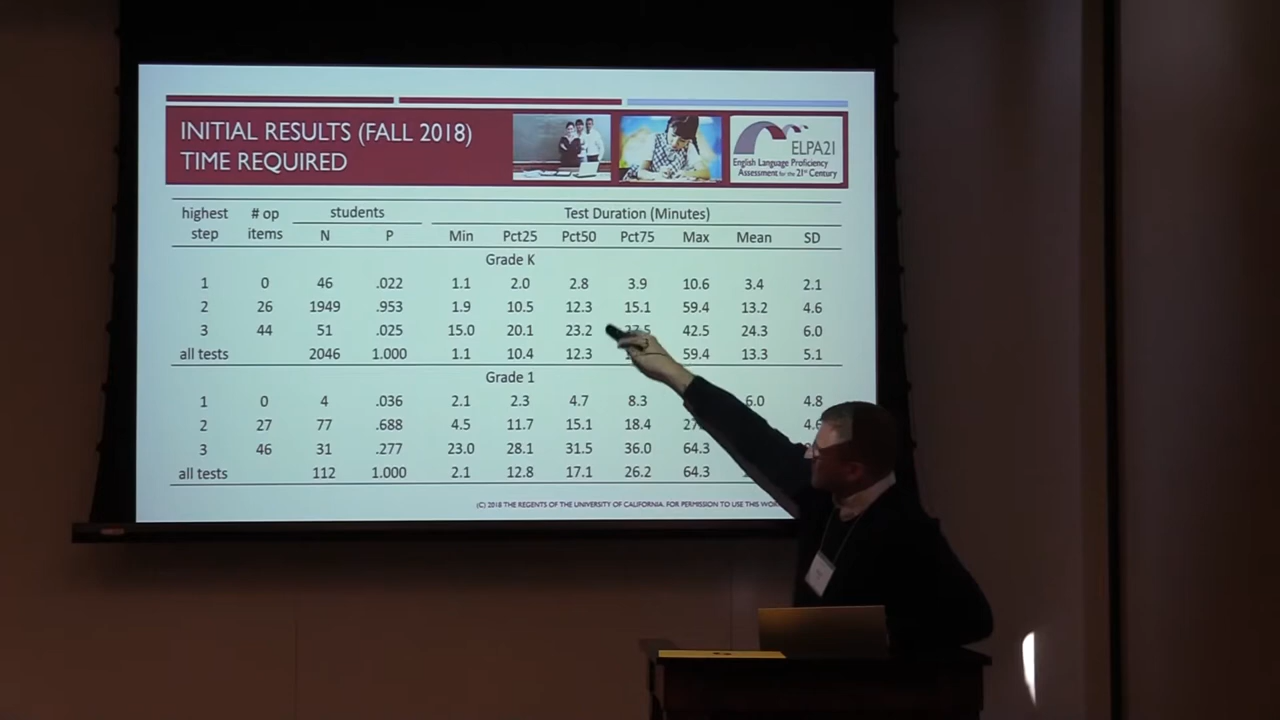 INITIAL RESULTS (FALL 2018)
TIME REQUIRED
ELPA21
English Language Proficiency
Assessment for the 21st Century
highest # op students Test Duration (Minutes)
step items N P Min Pct25 Pct50 Pct75 Max Mean SD
Grade K
1 0 46 .022 1.1 2.0 2.8 3.9 10.6 3.4 2.1
2 26 1949 .953 1.9 10.5 12.3 15.1 59.4 13.2 4.6
3 44 51 .025 15.0 20.1 23.2 42.5 24.3 6.0
all tests 2046 1.000 1.1 10.4 12.3 59.4 13.3 5.1
Grade 1
1 0 4 .036 2.1 2.3 4.7 8.3 6.0 4.8
2 27 77 .688 4.5 11.7 15.1 18.4
3 46 31 .277 23.0 28.1 31.5 36.0 64.3
all tests 112 1.000 2.1 12.8 17.1 26.2 64.3
(C) 2018 THE REGENTS OF THE UNIVERSITY OF CALIFORNIA. FOR PERMISSION TO USE THIS